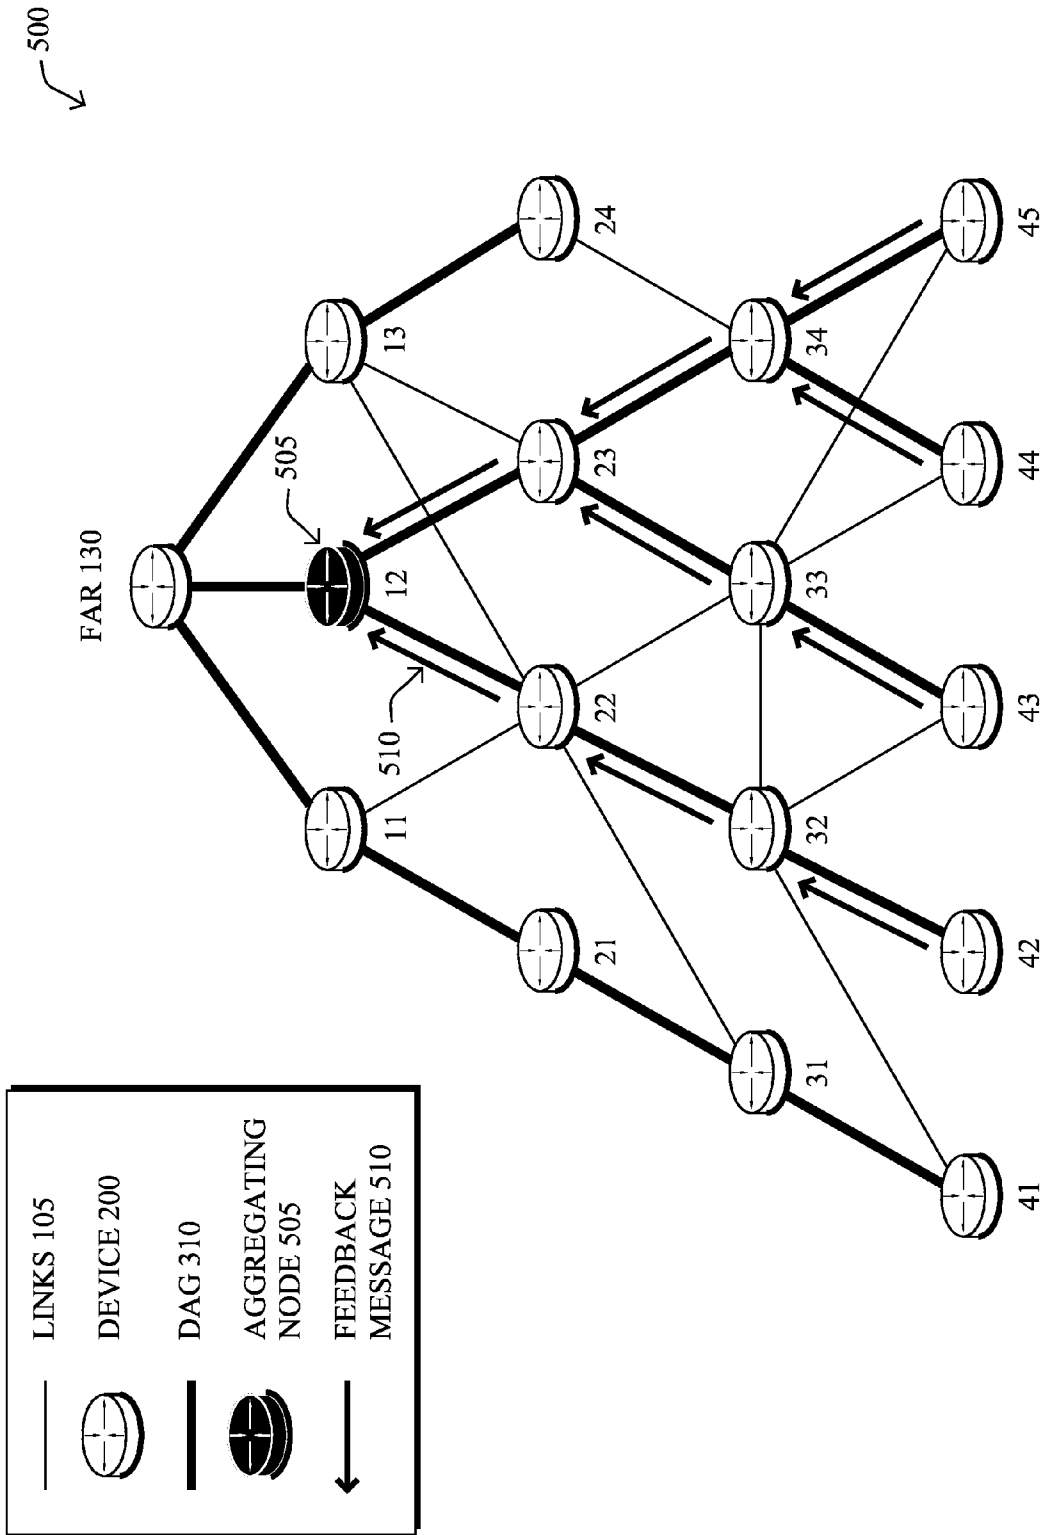 500
LINKS 105
DEVICE 200
DAG 310
AGGREGATING
NODE 505
FEEDBACK
MESSAGE 510
FAR 130
505
11
12
13
510
21
22
23
24
31
32
33
34
41
42
43
44
45